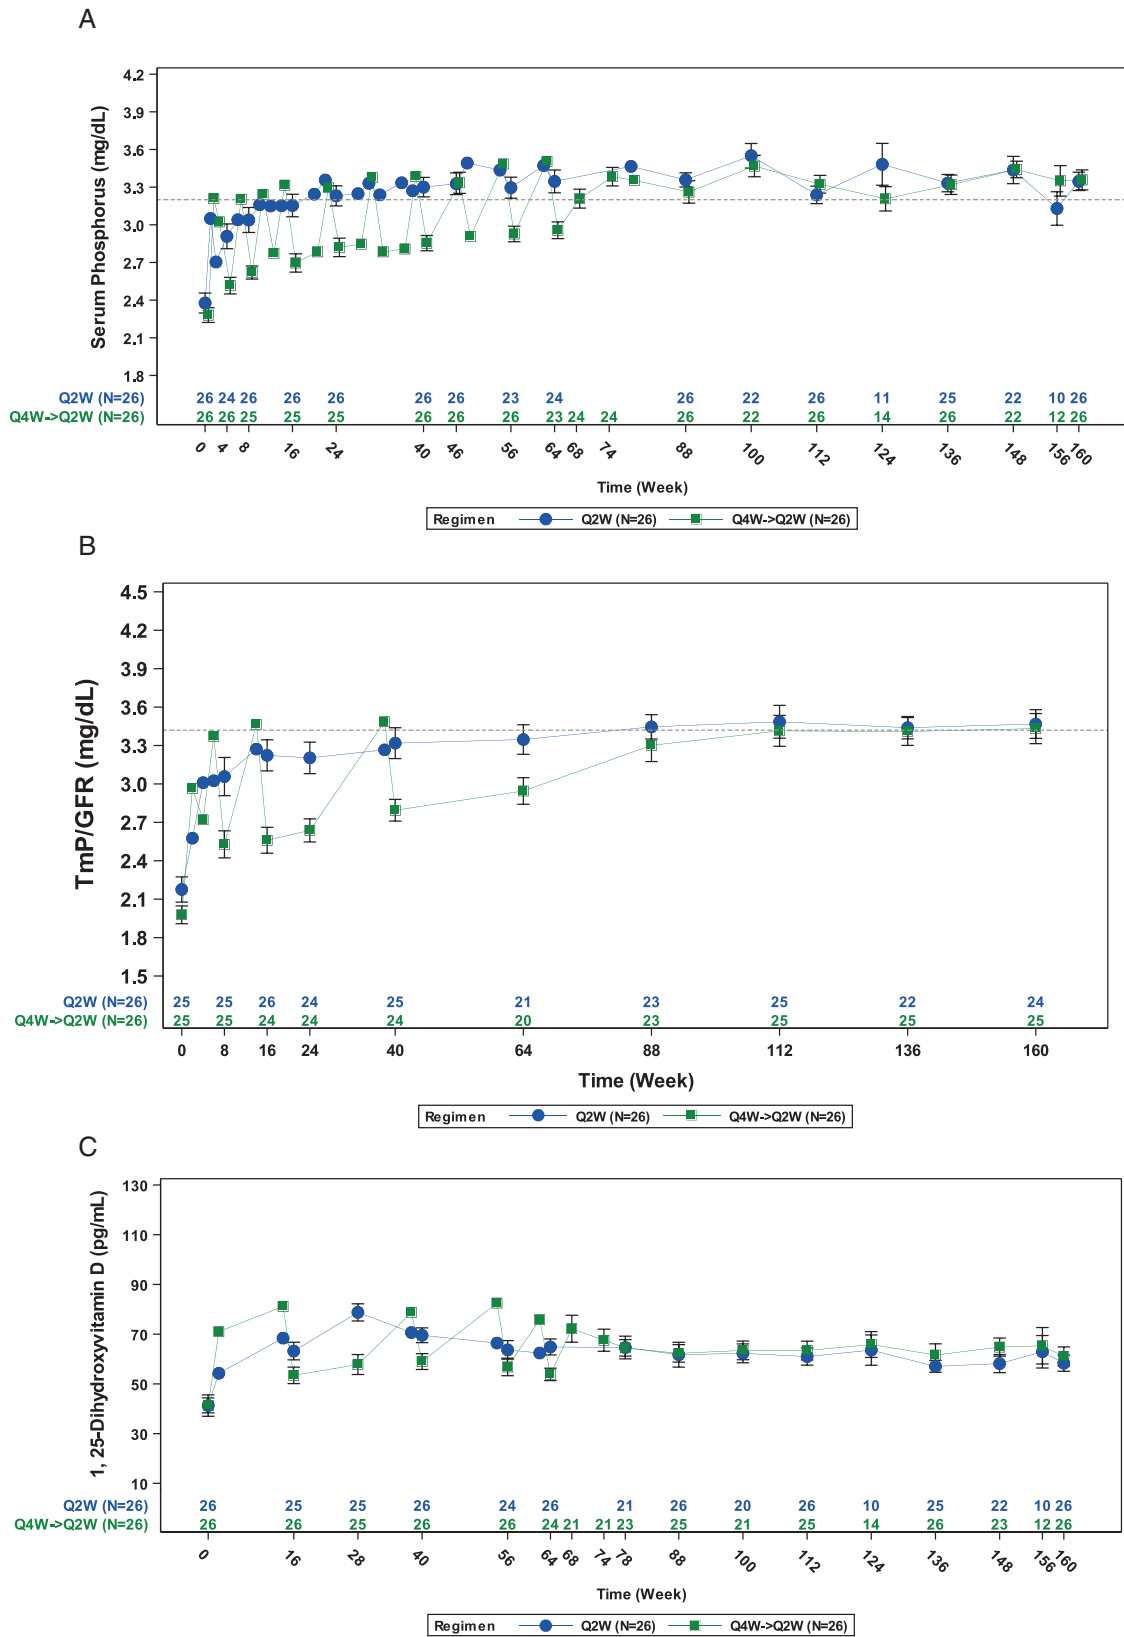 A
4.2
3.9
3.6
3.3
3.0
2.7
2.4
2.1
1.8
Serum Phosphorus (mg/dL)
Q2W (N=26) 26 24 26 26 26 26 26 23 24 26 22 26 11 25 22 10 26
Q4W->Q2W (N=26) 26 26 25 25 25 26 26 26 23 24 24 26 22 26 14 26 22 12 26
0 4 8 16 24 40 46 56 64 68 74 88 100 112 124 136 148 156 160
Time (Week)
Regimen Q2W (N=26) Q4W->Q2W (N=26)
B
4.5
4.2
3.9
3.6
3.3
3.0
2.7
2.4
2.1
1.8
1.5
TmP/GFR (mg/dL)
Q2W (N=26) 25 25 26 24 25 21 23 25 22 24
Q4W->Q2W (N=26) 25 25 24 24 24 20 23 25 25 25
0 8 16 24 40 64 88 112 136 160
Time (Week)
Regimen Q2W (N=26) Q4W->Q2W (N=26)
C
130
110
90
70
50
30
10
1, 25-Dihydroxyvitamin D (pg/mL)
Q2W (N=26) 26 25 25 26 24 26 21 26 20 26 10 25 22 10 26
Q4W->Q2W (N=26) 26 26 25 26 26 24 21 21 23 25 21 25 14 26 23 12 26
0 16 28 40 56 64 68 74 78 88 100 112 124 136 148 156 160
Time (Week)
Regimen Q2W (N=26) Q4W->Q2W (N=26)